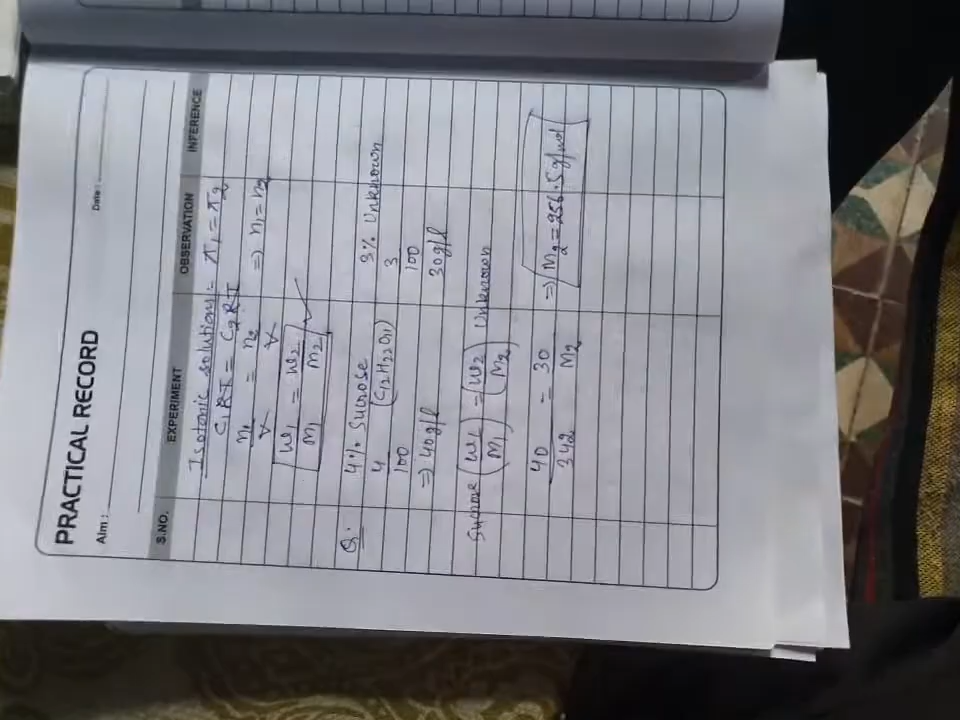 PRACTICAL RECORD
Date :
Aim :
S.NO. EXPERIMENT OBSERVATION INFERENCE
Isotonic solutions = π₁ = π₂
C₁RT = C₂RT
n₁/V = n₂/V ⇒ n₁ = n₂
w₁/M₁ = w₂/M₂
Q. 4% Sucrose 3% Unknown
4/100 (C₁₂H₂₂O₁₁) 3/100
⇒ 40g/l 30g/l
Sucrose (w₁/M₁) = (w₂/M₂) Unknown
40/342 = 30/M₂ ⇒ M₂ = 256.5 g/mol